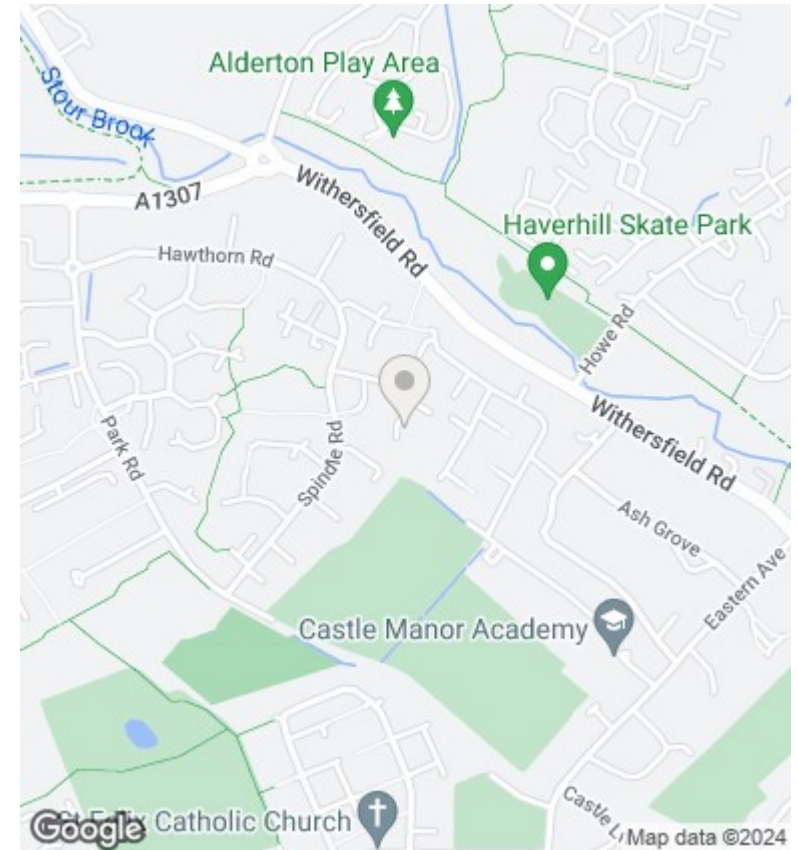 Alderton Play Area
Stour Brook
A1307
Withersfield Rd
Haverhill Skate Park
Hawthorn Rd
Howe Rd
Withersfield Rd
Park Rd
Spindle Rd
Ash Grove
Eastern Ave
Castle Manor Academy
Catholic Church
Castle
Google
Map data ©2024